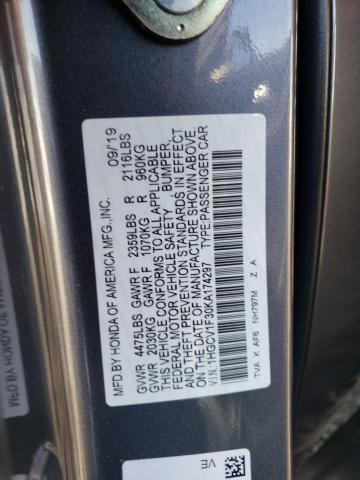 MFD BY HONDA OF AMERICA MFG.,INC. 09/'19
GVWR 4475LBS GAWR F 2359LBS R 2116LBS
GVWR 2030KG GAWR F 1070KG R 960KG
THIS VEHICLE CONFORMS TO ALL APPLICABLE
FEDERAL MOTOR VEHICLE SAFETY, BUMPER,
AND THEFT PREVENTION STANDARDS IN EFFECT
ON THE DATE OF MANUFACTURE SHOWN ABOVE.
V.I.N.:1HGCV1F30KA174297 TYPE:PASSENGER CAR
TVA K AF6 NH797M Z A
VE